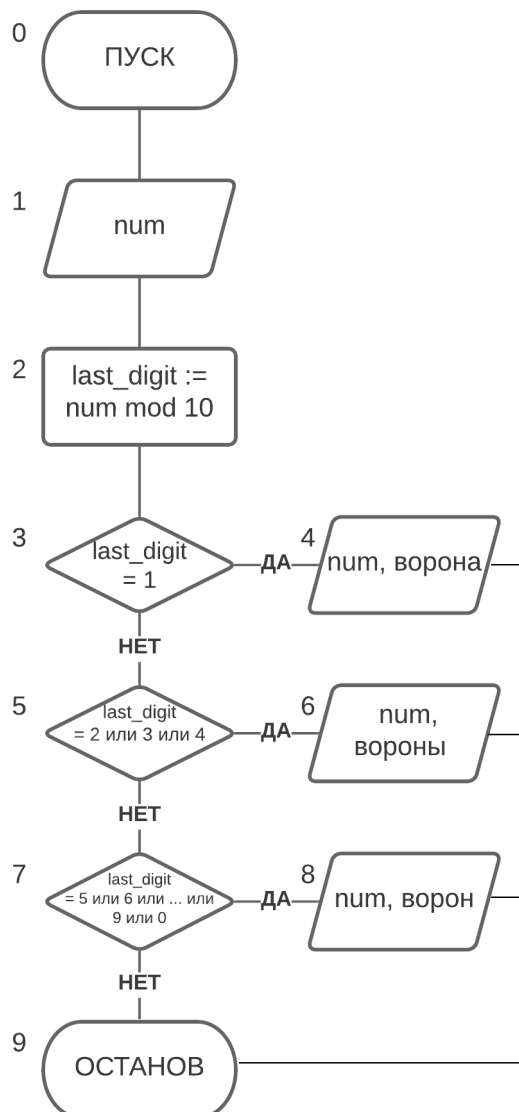 0
ПУСК
1
num
2
last_digit :=
num mod 10
3
last_digit
= 1
ДА
4
num, ворона
НЕТ
5
last_digit
= 2 или 3 или 4
ДА
6
num,
вороны
НЕТ
7
last_digit
= 5 или 6 или ... или
9 или 0
ДА
8
num, ворон
НЕТ
9
ОСТАНОВ